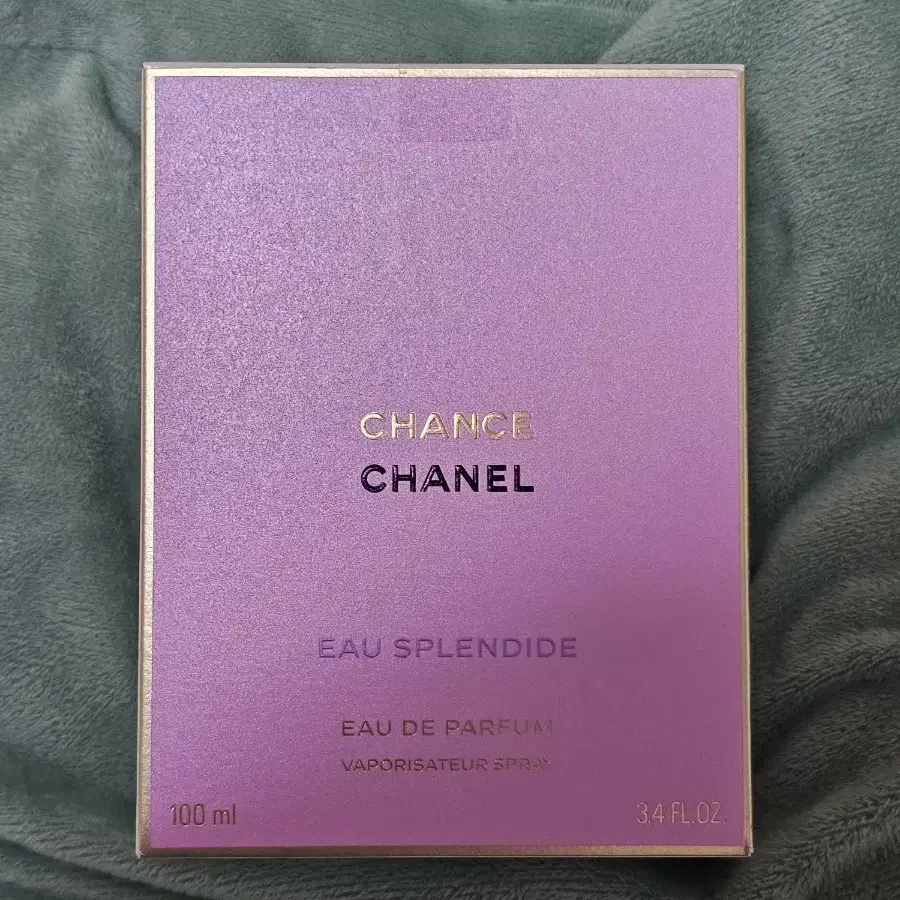 CHANCE
CHANEL
EAU SPLENDIDE
EAU DE PARFUM
VAPORISATEUR SPRAY
100 ml 3.4 FL.OZ.